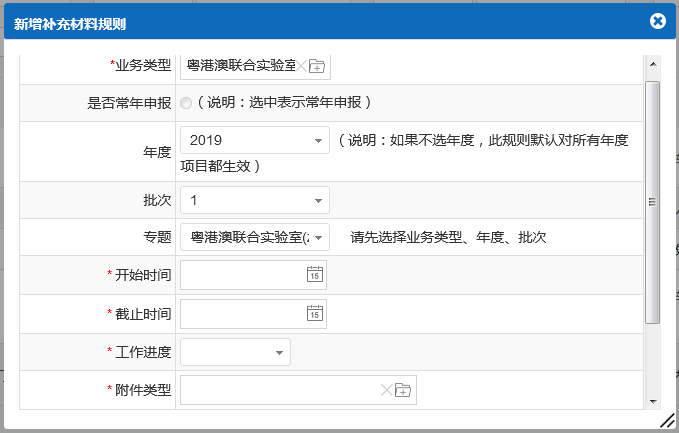 新增补充材料规则
*业务类型 粤港澳联合实验室
是否常年申报 （说明：选中表示常年申报）
年度 2019 （说明：如果不选年度，此规则默认对所有年度
项目都生效）
批次 1
专题 粤港澳联合实验室( 请先选择业务类型、年度、批次
*开始时间 15
*截止时间 15
*工作进度
*附件类型